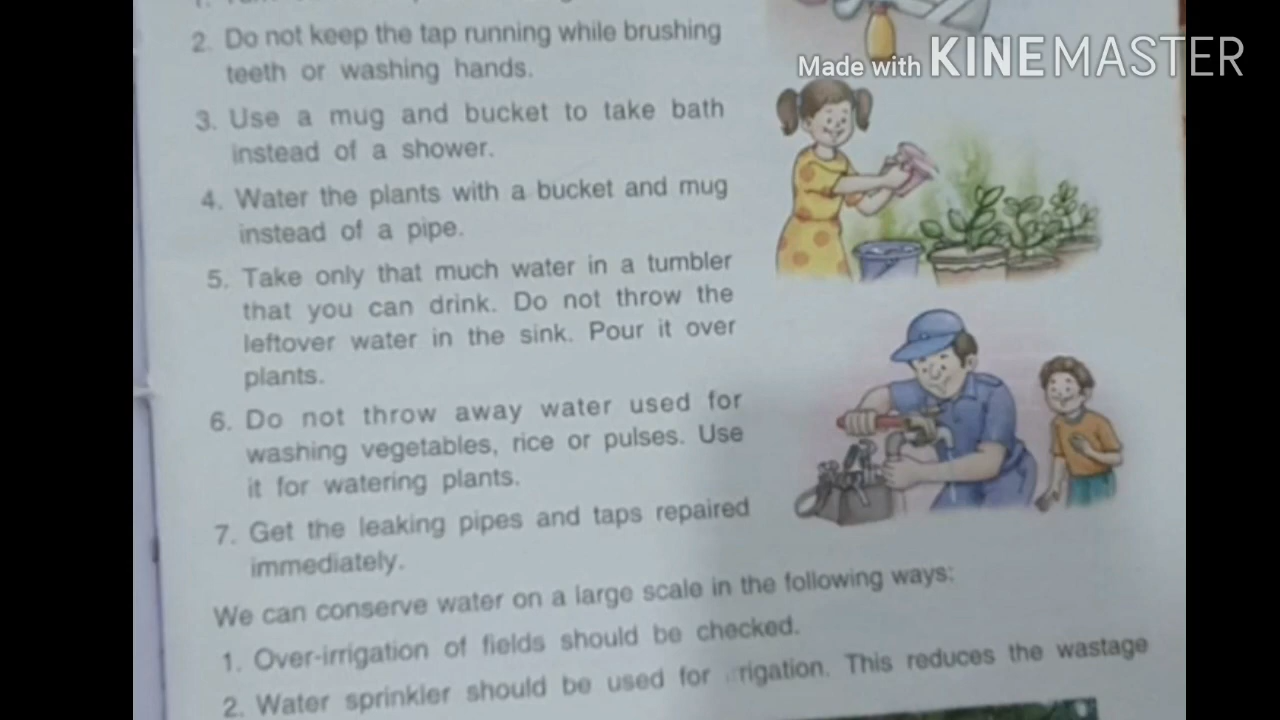 2. Do not keep the tap running while brushing
teeth or washing hands.
Made with KINEMASTER
3. Use a mug and bucket to take bath
instead of a shower.
4. Water the plants with a bucket and mug
instead of a pipe.
5. Take only that much water in a tumbler
that you can drink. Do not throw the
leftover water in the sink. Pour it over
plants.
6. Do not throw away water used for
washing vegetables, rice or pulses. Use
it for watering plants.
7. Get the leaking pipes and taps repaired
immediately.
We can conserve water on a large scale in the following ways:
1. Over-irrigation of fields should be checked.
2. Water sprinkler should be used for rrigation. This reduces the wastage